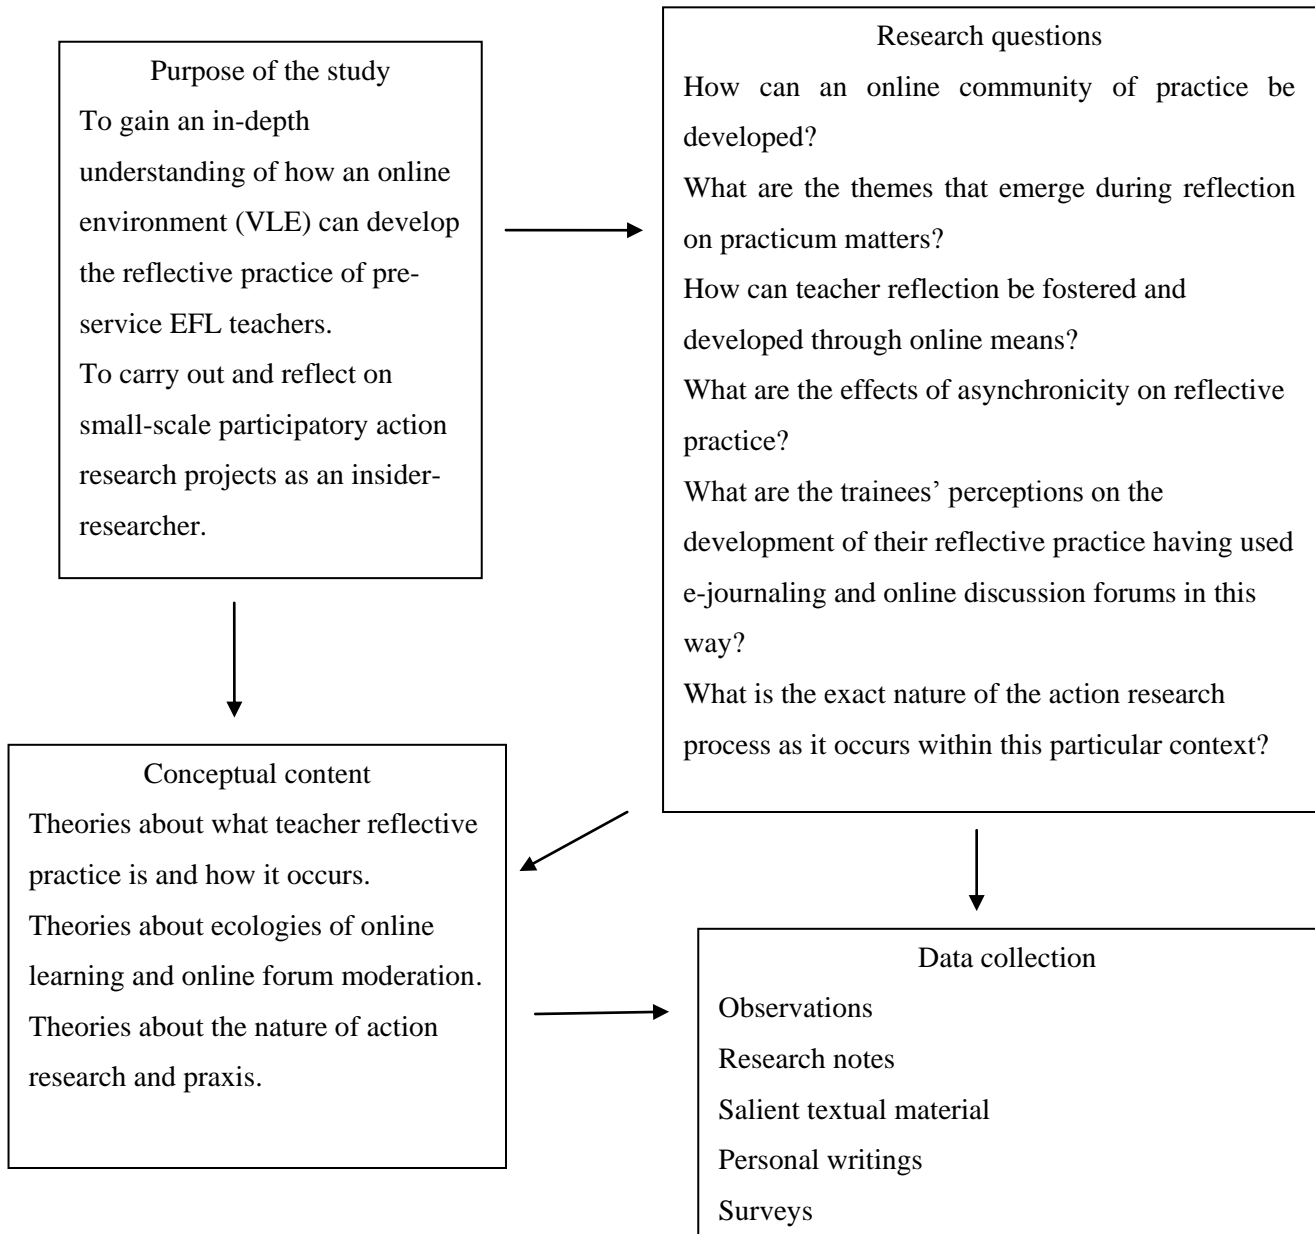 Purpose of the study
To gain an in-depth
understanding of how an online
environment (VLE) can develop
the reflective practice of pre-
service EFL teachers.
To carry out and reflect on
small-scale participatory action
research projects as an insider-
researcher.
Research questions
How can an online community of practice be
developed?
What are the themes that emerge during reflection
on practicum matters?
How can teacher reflection be fostered and
developed through online means?
What are the effects of asynchronicity on reflective
practice?
What are the trainees’ perceptions on the
development of their reflective practice having used
e-journaling and online discussion forums in this
way?
What is the exact nature of the action research
process as it occurs within this particular context?
Conceptual content
Theories about what teacher reflective
practice is and how it occurs.
Theories about ecologies of online
learning and online forum moderation.
Theories about the nature of action
research and praxis.
Data collection
Observations
Research notes
Salient textual material
Personal writings
Surveys